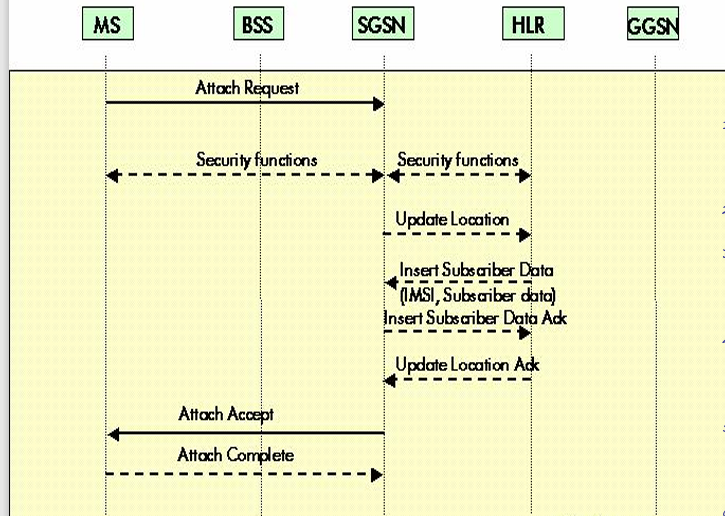 MS
BSS
SGSN
HLR
GGSN
Attach Request
Security functions
Security functions
Update Location
Insert Subscriber Data
(IMSI, Subscriber data)
Insert Subscriber Data Ack
Update Location Ack
Attach Accept
Attach Complete